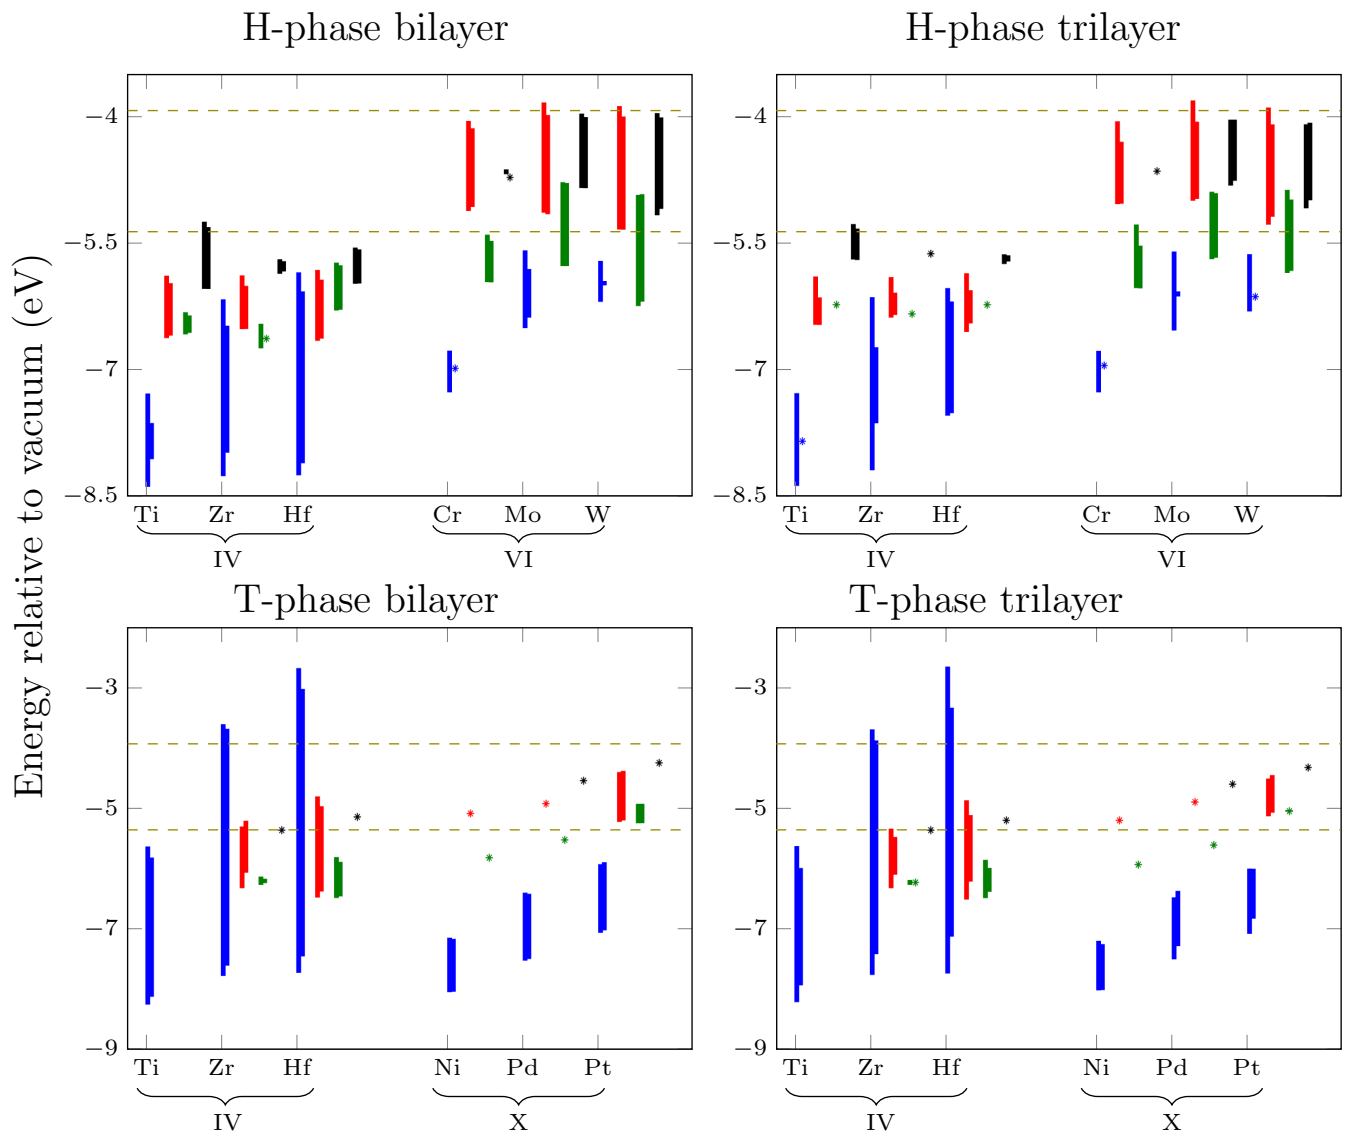 H-phase bilayer
H-phase trilayer
Energy relative to vacuum (eV)
−4
−5.5
−7
−8.5
Ti Zr Hf Cr Mo W
IV VI
−4
−5.5
−7
−8.5
Ti Zr Hf Cr Mo W
IV VI
T-phase bilayer
T-phase trilayer
−3
−5
−7
−9
Ti Zr Hf Ni Pd Pt
IV X
−3
−5
−7
−9
Ti Zr Hf Ni Pd Pt
IV X